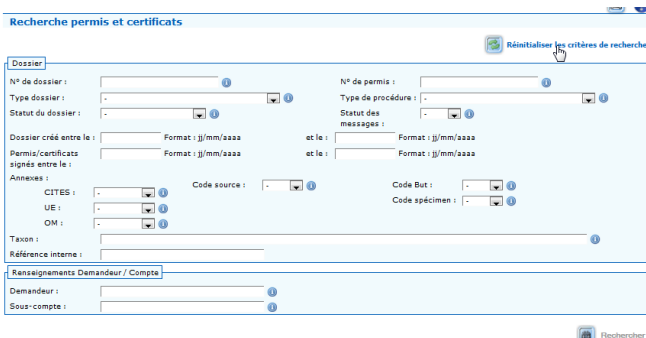 Recherche permis et certificats
Réinitialiser les critères de recherche
Dossier
N° de dossier : N° de permis :
Type dossier : - Type de procédure : -
Statut du dossier : - Statut des messages : -
Dossier créé entre le : Format : jj/mm/aaaa et le : Format : jj/mm/aaaa
Permis/certificats signés entre le : Format : jj/mm/aaaa et le : Format : jj/mm/aaaa
Annexes :
CITES : - Code source : - Code But : -
UE : - Code spécimen : -
OM : -
Taxon :
Référence interne :
Renseignements Demandeur / Compte
Demandeur :
Sous-compte :
Rechercher